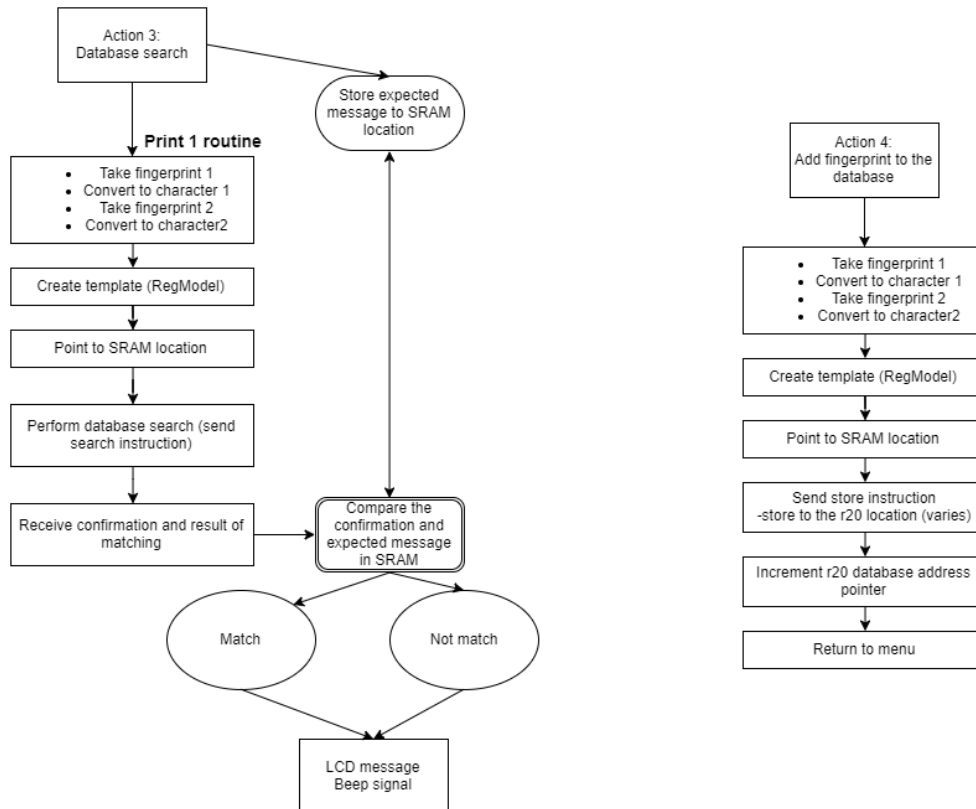 Action 3:
Database search
Store expected
message to SRAM
location
Print 1 routine
Take fingerprint 1
Convert to character 1
Take fingerprint 2
Convert to character2
Create template (RegModel)
Point to SRAM location
Perform database search (send
search instruction)
Receive confirmation and result of
matching
Compare the
confirmation and
expected message
in SRAM
Match
Not match
LCD message
Beep signal
Action 4:
Add fingerprint to the
database
Take fingerprint 1
Convert to character 1
Take fingerprint 2
Convert to character2
Create template (RegModel)
Point to SRAM location
Send store instruction
-store to the r20 location (varies)
Increment r20 database address
pointer
Return to menu